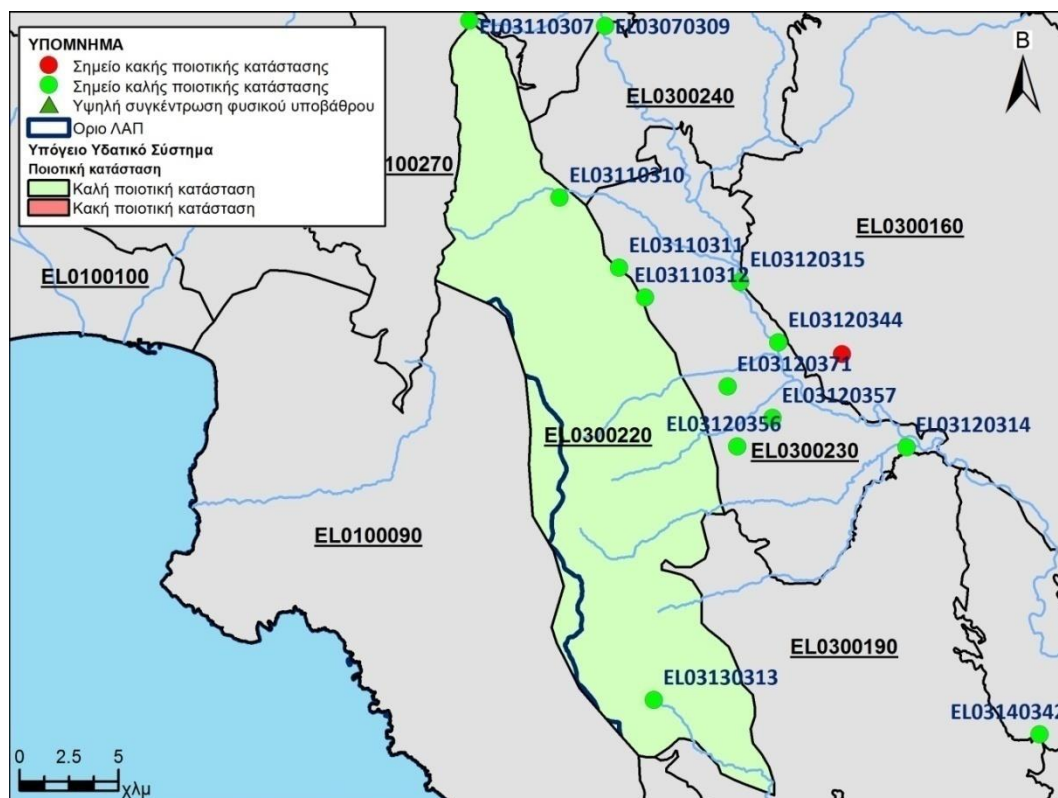 ΥΠΟΜΝΗΜΑ
Σημείο κακής ποιοτικής κατάστασης
Σημείο καλής ποιοτικής κατάστασης
Υψηλή συγκέντρωση φυσικού υποβάθρου
Οριο ΛΑΠ
Υπόγειο Υδατικό Σύστημα
Ποιοτική κατάσταση
Καλή ποιοτική κατάσταση
Κακή ποιοτική κατάσταση
EL03110307
EL03070309
Β
EL0300240
100270
EL03110310
EL0300160
EL03110311
EL03120315
EL0100100
EL03110312
EL03120344
EL03120371
EL03120357
EL03120356
EL03120314
EL0300220
EL0300230
EL0100090
EL0300190
EL03130313
EL03140342
0 2.5 5
χλμ